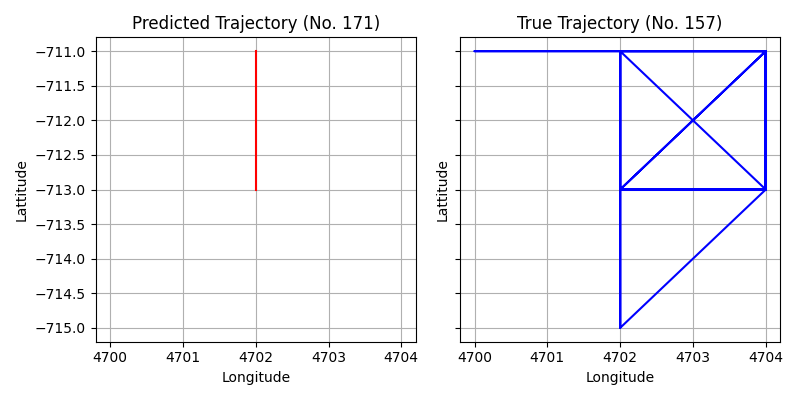 Predicted Trajectory (No. 171)
True Trajectory (No. 157)
−711.0
−711.5
−712.0
−712.5
−713.0
−713.5
−714.0
−714.5
−715.0
Lattitude
Lattitude
4700 4701 4702 4703 4704
4700 4701 4702 4703 4704
Longitude
Longitude